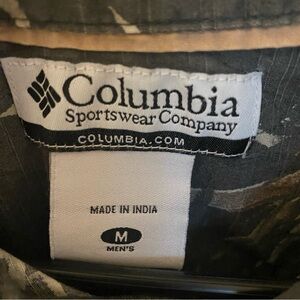 Columbia
Sportswear Company
COLUMBIA.COM
MADE IN INDIA
M
MEN'S